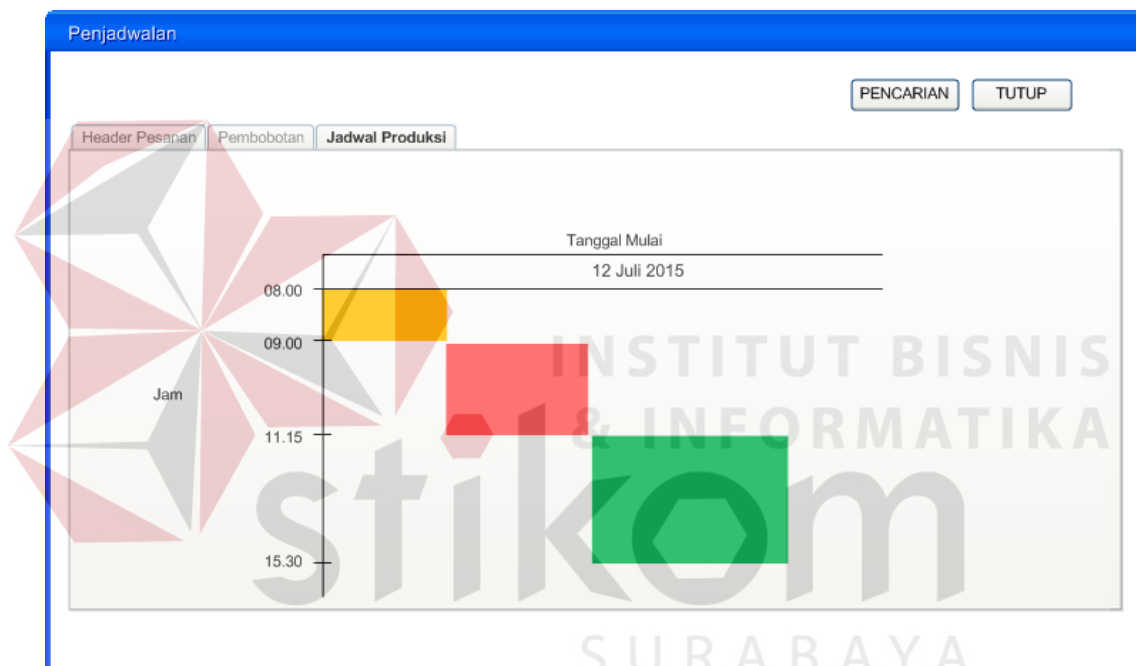 Penjadwalan
PENCARIAN TUTUP
Header Pesanan Pembobotan Jadwal Produksi
Tanggal Mulai
12 Juli 2015
08.00
09.00
Jam
11.15
15.30
INSTITUT BISNIS
& INFORMATIKA
stikom
SURABAYA